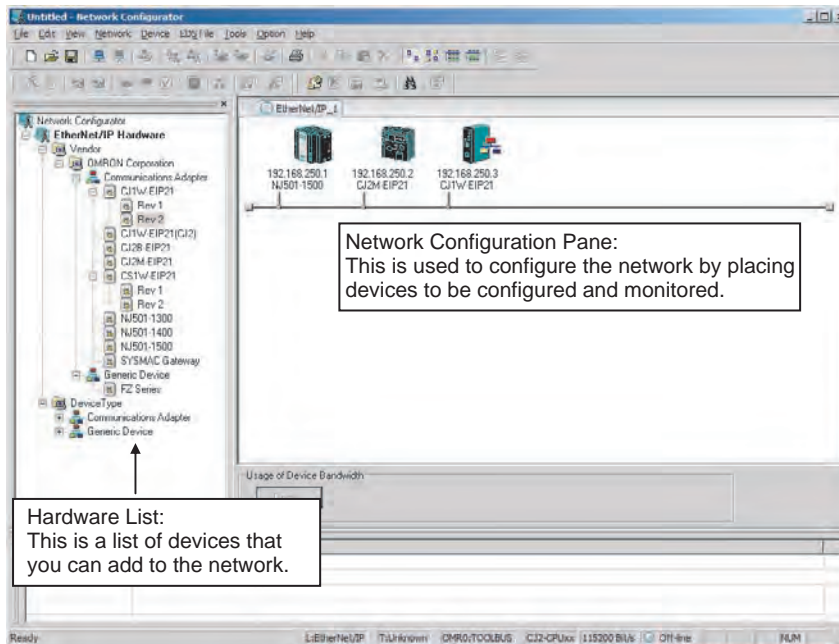 Untitled - Network Configurator
File Edit View Network Device EDS File Tools Option Help
Network Configurator
EtherNet/IP Hardware
Vendor
OMRON Corporation
Communications Adapter
CJ1W-EIP21
Rev 1
Rev 2
CJ1W-EIP21(CJ2)
CJ2B-EIP21
CJ2M-EIP21
CS1W-EIP21
Rev 1
Rev 2
NJ501-1300
NJ501-1400
NJ501-1500
SYSMAC Gateway
Generic Device
FZ Series
DeviceType
Communications Adapter
Generic Device
EtherNet/IP_1
192.168.250.1
NJ501-1500
192.168.250.2
CJ2M-EIP21
192.168.250.3
CJ1W-EIP21
Network Configuration Pane:
This is used to configure the network by placing
devices to be configured and monitored.
Usage of Device Bandwidth
Hardware List:
This is a list of devices that
you can add to the network.
Ready
L:EtherNet/IP T:Unknown OMR0:TOOLBUS CJ2-CPUxx 115200 Bit/s Off-line NUM